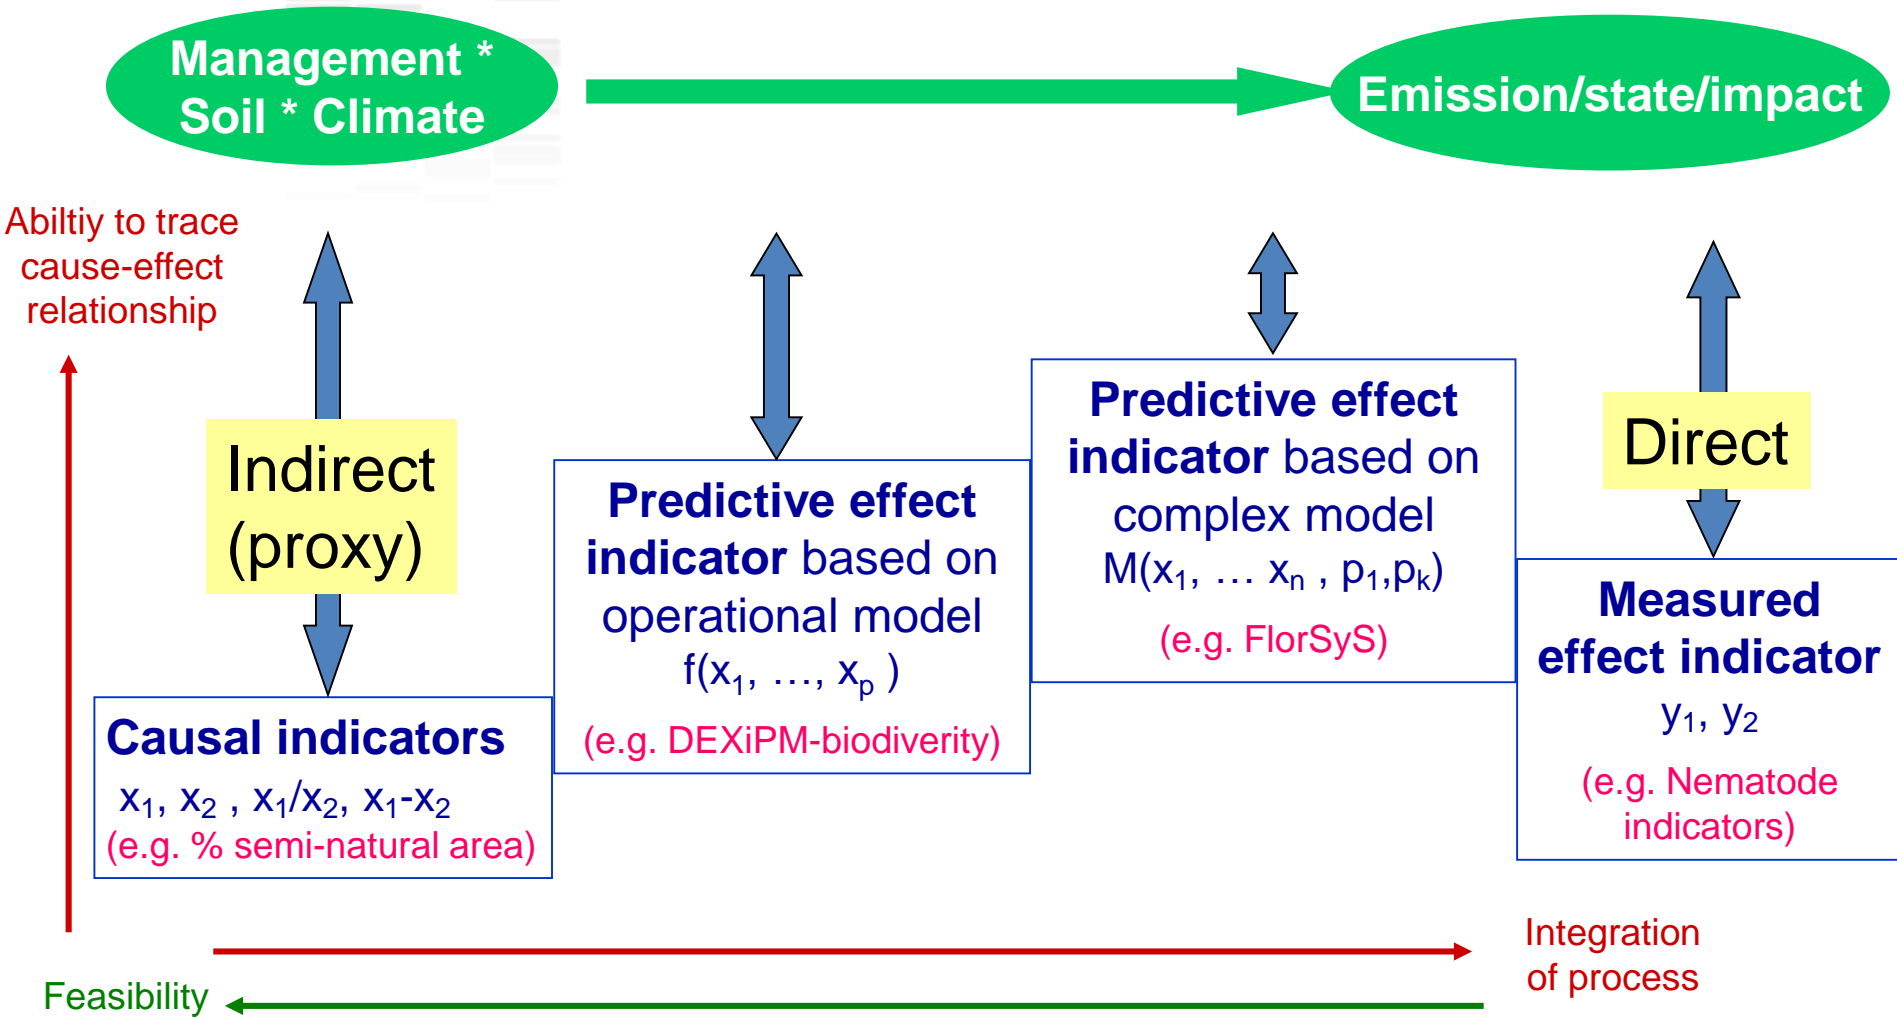 Management *
Soil * Climate
Emission/state/impact
Abiltiy to trace
cause-effect
relationship
Indirect
(proxy)
Causal indicators
x₁, x₂ , x₁/x₂, x₁-x₂
(e.g. % semi-natural area)
Predictive effect
indicator based on
operational model
f(x₁, …, xₚ )
(e.g. DEXiPM-biodiverity)
Predictive effect
indicator based on
complex model
M(x₁, … xₙ , p₁,pₖ)
(e.g. FlorSyS)
Direct
Measured
effect indicator
y₁, y₂
(e.g. Nematode
indicators)
Integration
of process
Feasibility